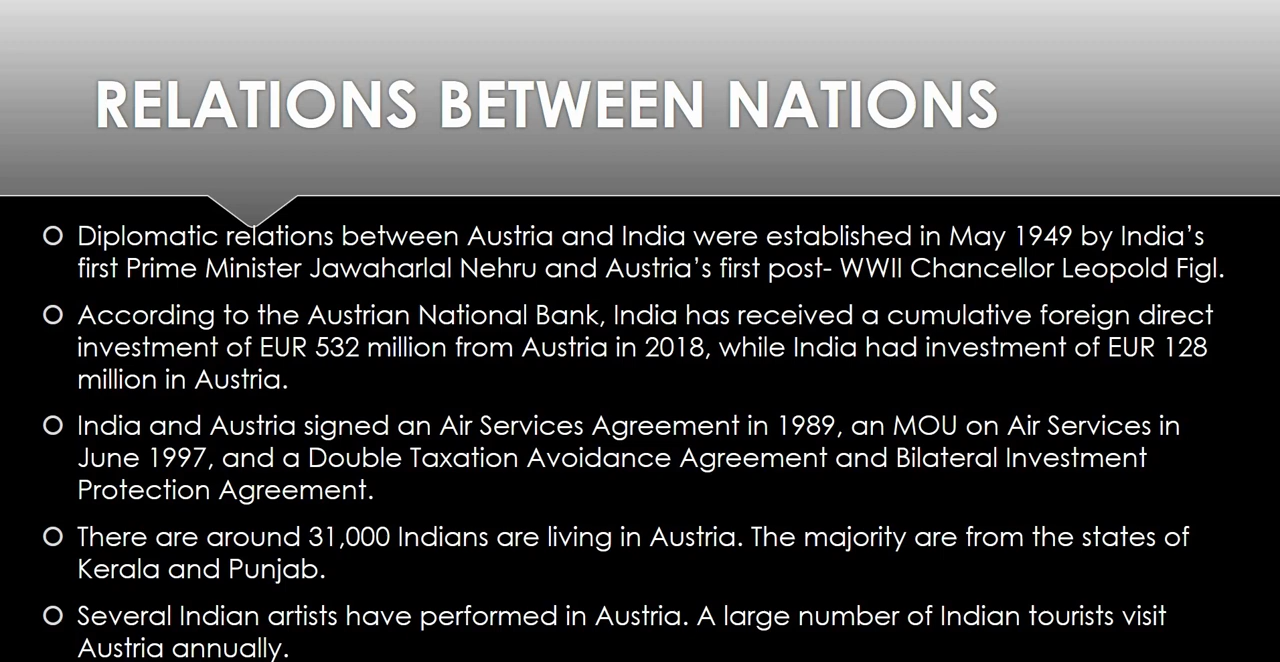 RELATIONS BETWEEN NATIONS
Diplomatic relations between Austria and India were established in May 1949 by India’s
first Prime Minister Jawaharlal Nehru and Austria’s first post- WWII Chancellor Leopold Figl.
According to the Austrian National Bank, India has received a cumulative foreign direct
investment of EUR 532 million from Austria in 2018, while India had investment of EUR 128
million in Austria.
India and Austria signed an Air Services Agreement in 1989, an MOU on Air Services in
June 1997, and a Double Taxation Avoidance Agreement and Bilateral Investment
Protection Agreement.
There are around 31,000 Indians are living in Austria. The majority are from the states of
Kerala and Punjab.
Several Indian artists have performed in Austria. A large number of Indian tourists visit
Austria annually.